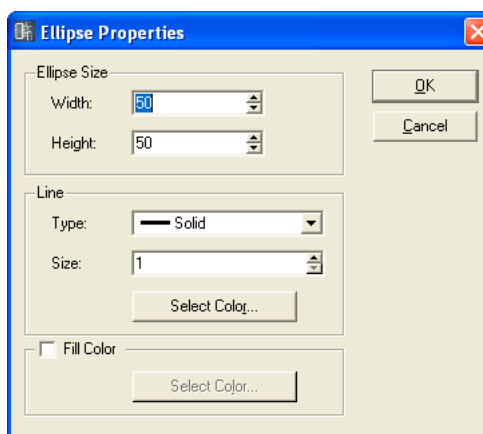 Ellipse Properties
Ellipse Size
Width: 50
Height: 50
OK
Cancel
Line
Type: Solid
Size: 1
Select Color...
Fill Color
Select Color...